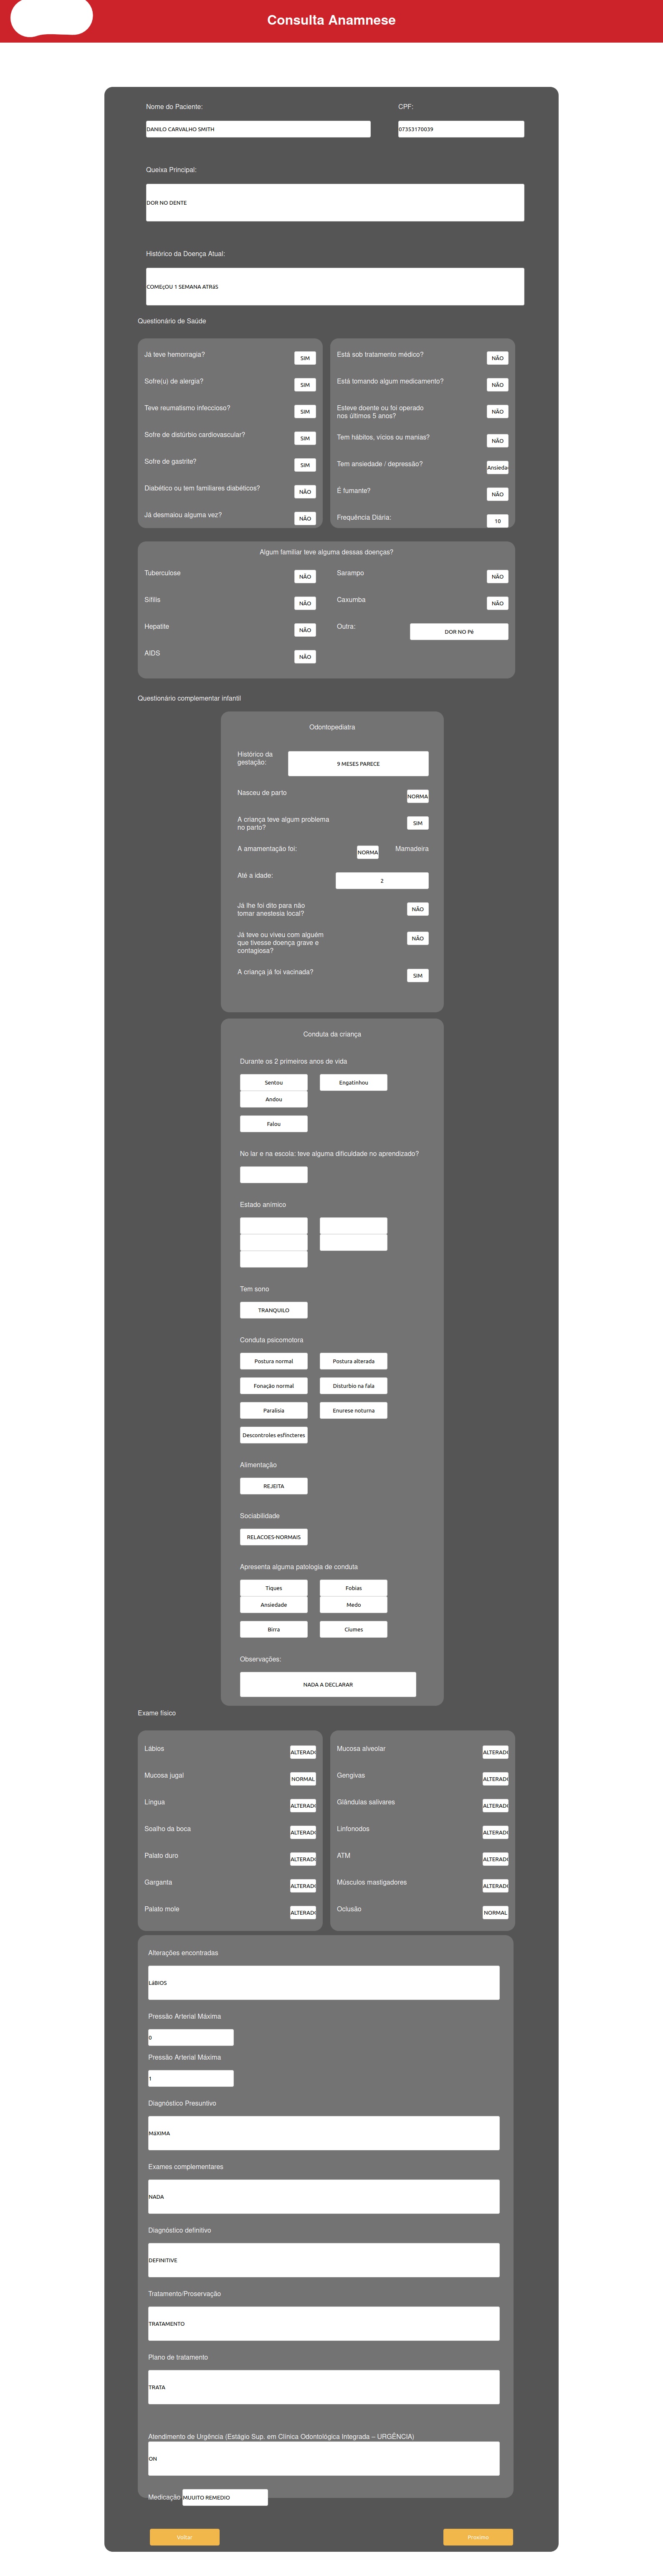 Consulta Anamnese
Nome do Paciente:
CPF:
DANILO CARVALHO SMITH
07353170039
Queixa Principal:
DOR NO DENTE
Histórico da Doença Atual:
COMEçOU 1 SEMANA ATRáS
Questionário de Saúde
Já teve hemorragia?
SIM
Sofre(u) de alergia?
SIM
Teve reumatismo infeccioso?
SIM
Sofre de distúrbio cardiovascular?
SIM
Sofre de gastrite?
SIM
Diabético ou tem familiares diabéticos?
NÃO
Já desmaiou alguma vez?
NÃO
Está sob tratamento médico?
NÃO
Está tomando algum medicamento?
NÃO
Esteve doente ou foi operado
nos últimos 5 anos?
NÃO
Tem hábitos, vícios ou manias?
NÃO
Tem ansiedade / depressão?
Ansieda
É fumante?
NÃO
Frequência Diária:
10
Algum familiar teve alguma dessas doenças?
Tuberculose
NÃO
Sífilis
NÃO
Hepatite
NÃO
AIDS
NÃO
Sarampo
NÃO
Caxumba
NÃO
Outra:
DOR NO Pé
Questionário complementar infantil
Odontopediatra
Histórico da
gestação:
9 MESES PARECE
Nasceu de parto
NORMA
A criança teve algum problema
no parto?
SIM
A amamentação foi:
NORMA
Mamadeira
Até a idade:
2
Já lhe foi dito para não
tomar anestesia local?
NÃO
Já teve ou viveu com alguém
que tivesse doença grave e
contagiosa?
NÃO
A criança já foi vacinada?
SIM
Conduta da criança
Durante os 2 primeiros anos de vida
Sentou
Engatinhou
Andou
Falou
No lar e na escola: teve alguma dificuldade no aprendizado?
Estado anímico
Tem sono
TRANQUILO
Conduta psicomotora
Postura normal
Postura alterada
Fonação normal
Disturbio na fala
Paralisia
Enurese noturna
Descontroles esfíncteres
Alimentação
REJEITA
Sociabilidade
RELACOES-NORMAIS
Apresenta alguma patologia de conduta
Tiques
Fobias
Ansiedade
Medo
Birra
Ciumes
Observações:
NADA A DECLARAR
Exame físico
Lábios
ALTERAD
Mucosa jugal
NORMAL
Língua
ALTERAD
Soalho da boca
ALTERAD
Palato duro
ALTERAD
Garganta
ALTERAD
Palato mole
ALTERAD
Mucosa alveolar
ALTERAD
Gengivas
ALTERAD
Glândulas salivares
ALTERAD
Linfonodos
ALTERAD
ATM
ALTERAD
Músculos mastigadores
ALTERAD
Oclusão
NORMAL
Alterações encontradas
LáBIOS
Pressão Arterial Máxima
0
Pressão Arterial Máxima
1
Diagnóstico Presuntivo
MáXIMA
Exames complementares
NADA
Diagnóstico definitivo
DEFINITIVE
Tratamento/Proservação
TRATAMENTO
Plano de tratamento
TRATA
Atendimento de Urgência (Estágio Sup. em Clínica Odontológica Integrada – URGÊNCIA)
ON
Medicação
MUUITO REMEDIO
Voltar
Proximo